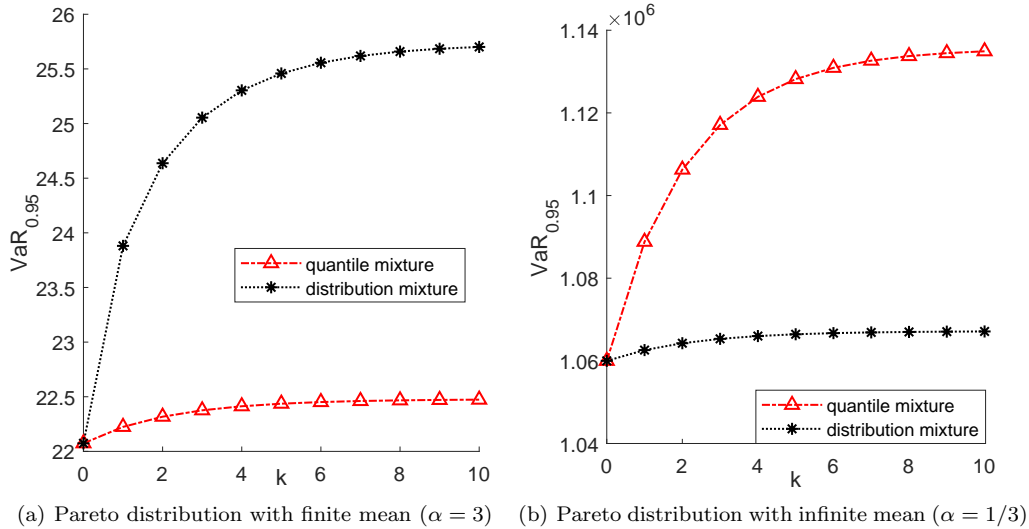 26
25.5
25
24.5
24
23.5
23
22.5
22
VaR0.95
quantile mixture
distribution mixture
0 2 4 6 8 10
k
(a) Pareto distribution with finite mean (α = 3)
×10^6
1.14
1.12
1.1
1.08
1.06
1.04
VaR0.95
quantile mixture
distribution mixture
0 2 4 6 8 10
k
(b) Pareto distribution with infinite mean (α = 1/3)